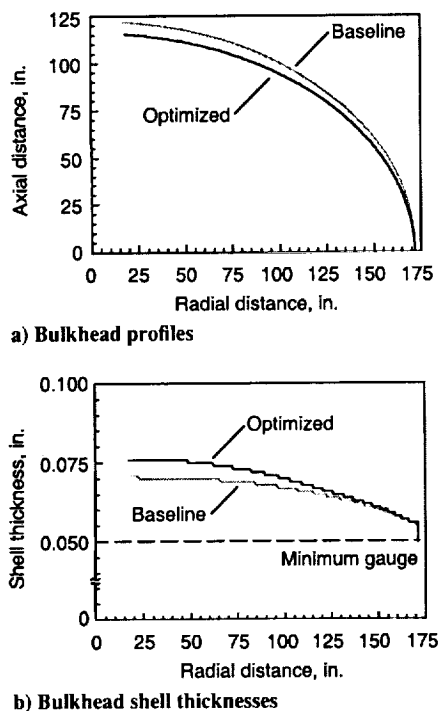 125
100
75
50
25
0
Axial distance, in.
Baseline
Optimized
0 25 50 75 100 125 150 175
Radial distance, in.
a) Bulkhead profiles
0.100
0.075
0.050
0
Shell thickness, in.
Optimized
Baseline
Minimum gauge
0 25 50 75 100 125 150 175
Radial distance, in.
b) Bulkhead shell thicknesses